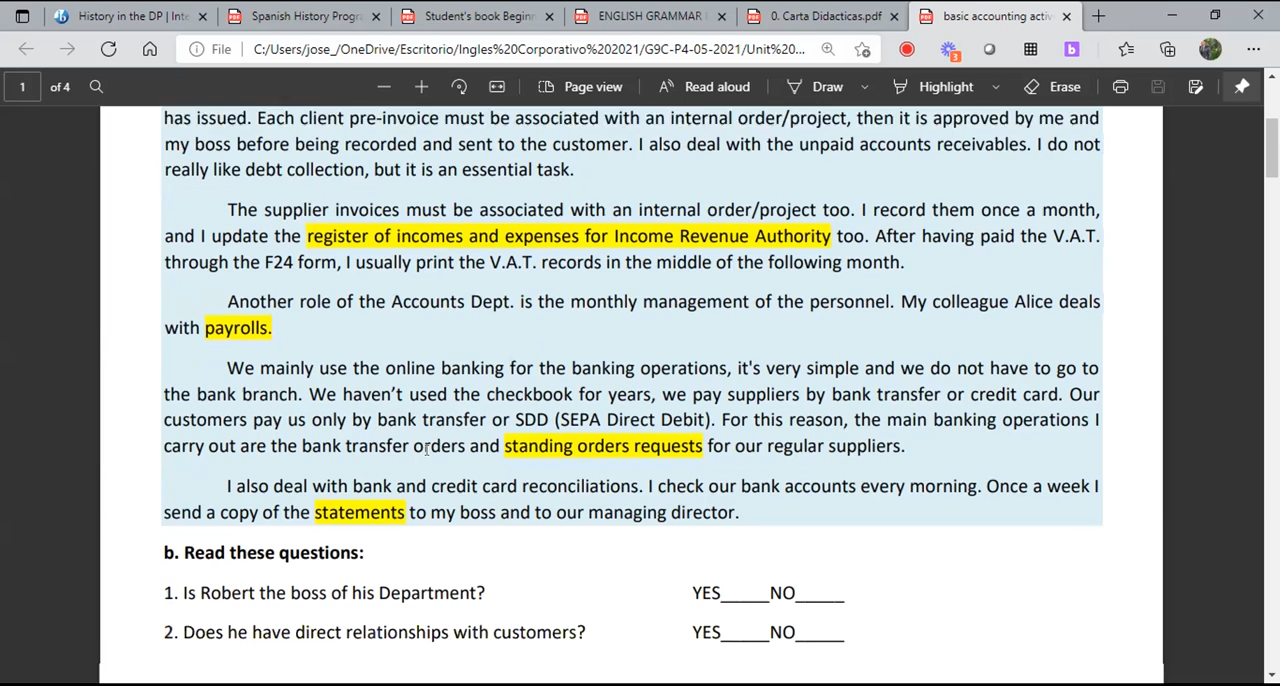 History in the DP | Inte
Spanish History Progr
Student's book Beginn
ENGLISH GRAMMAR
0. Carta Didacticas.pdf
basic accounting activ
File
C:/Users/jose_/OneDrive/Escritorio/Ingles%20Corporativo%202021/G9C-P4-05-2021/Unit%20...
3
b
1 of 4
Page view
Read aloud
Draw
Highlight
Erase
has issued. Each client pre-invoice must be associated with an internal order/project, then it is approved by me and
my boss before being recorded and sent to the customer. I also deal with the unpaid accounts receivables. I do not
really like debt collection, but it is an essential task.
The supplier invoices must be associated with an internal order/project too. I record them once a month,
and I update the register of incomes and expenses for Income Revenue Authority too. After having paid the V.A.T.
through the F24 form, I usually print the V.A.T. records in the middle of the following month.
Another role of the Accounts Dept. is the monthly management of the personnel. My colleague Alice deals
with payrolls.
We mainly use the online banking for the banking operations, it's very simple and we do not have to go to
the bank branch. We haven’t used the checkbook for years, we pay suppliers by bank transfer or credit card. Our
customers pay us only by bank transfer or SDD (SEPA Direct Debit). For this reason, the main banking operations I
carry out are the bank transfer orders and standing orders requests for our regular suppliers.
I also deal with bank and credit card reconciliations. I check our bank accounts every morning. Once a week I
send a copy of the statements to my boss and to our managing director.
b. Read these questions:
1. Is Robert the boss of his Department? YES_____NO_____
2. Does he have direct relationships with customers? YES_____NO_____